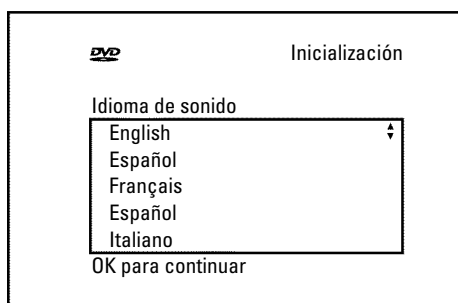 DVD Inicialización
Idioma de sonido
English
Español
Français
Español
Italiano
OK para continuar